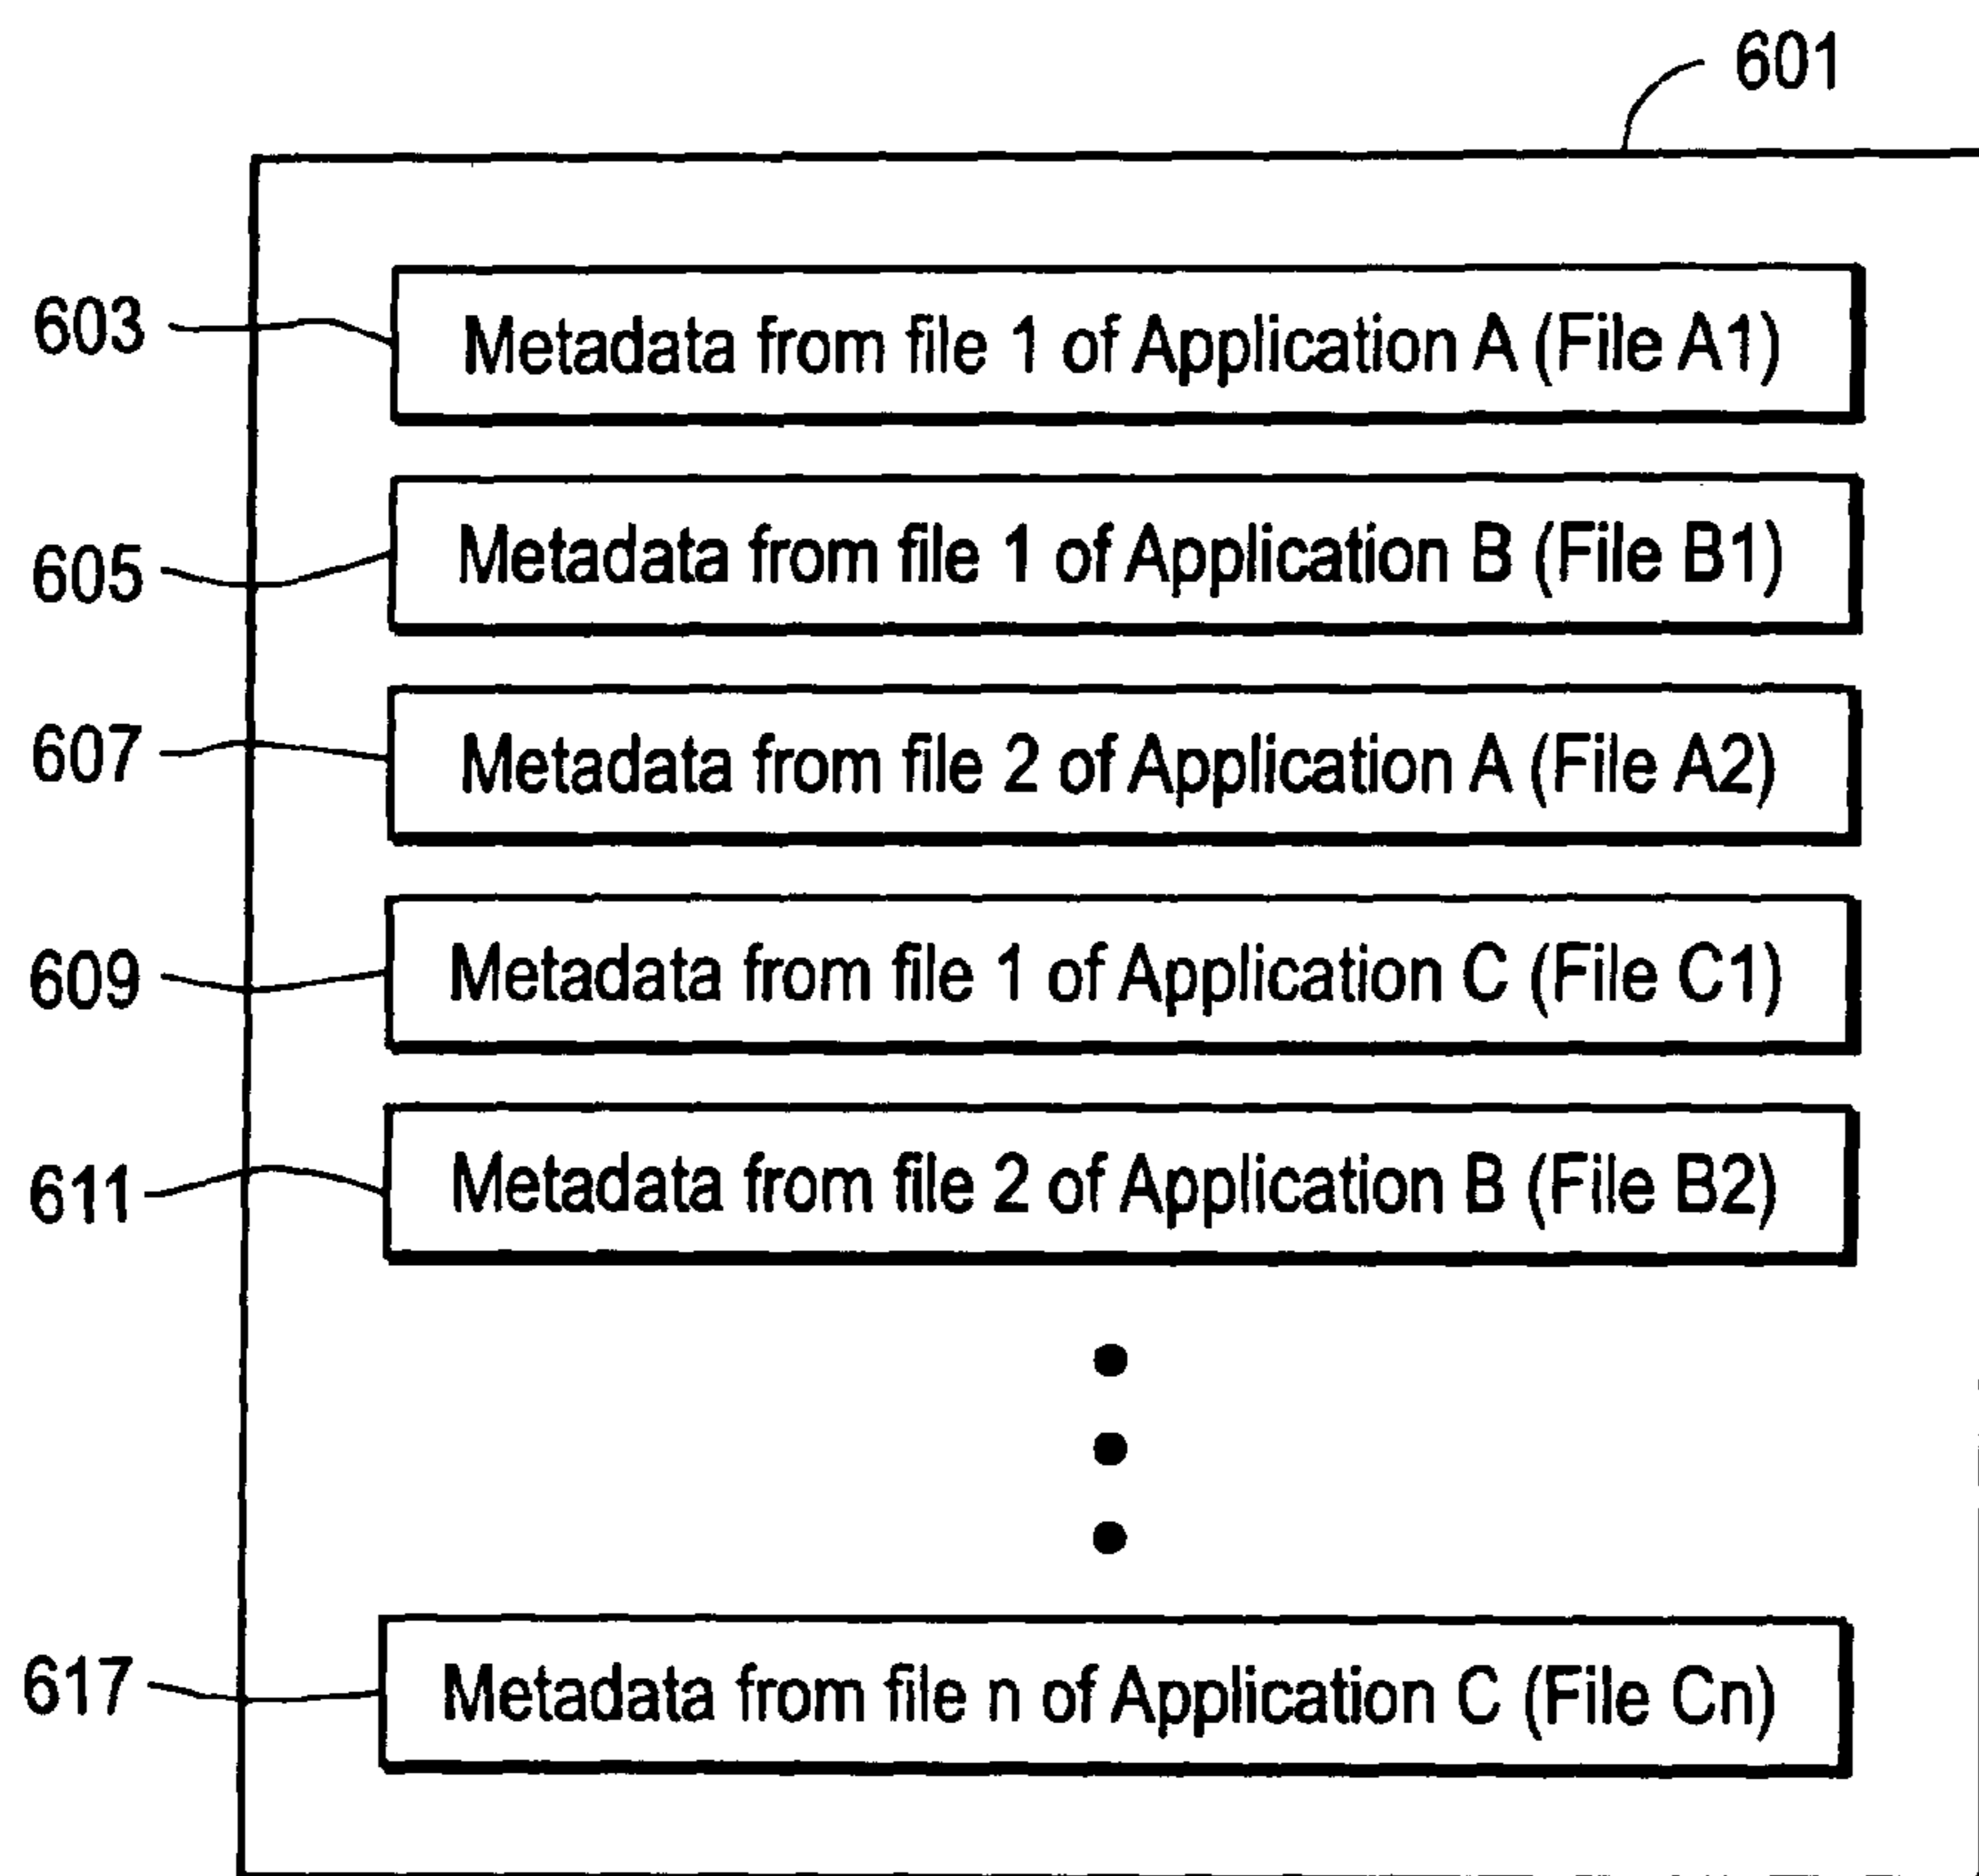 601
603 Metadata from file 1 of Application A (File A1)
605 Metadata from file 1 of Application B (File B1)
607 Metadata from file 2 of Application A (File A2)
609 Metadata from file 1 of Application C (File C1)
611 Metadata from file 2 of Application B (File B2)
617 Metadata from file n of Application C (File Cn)